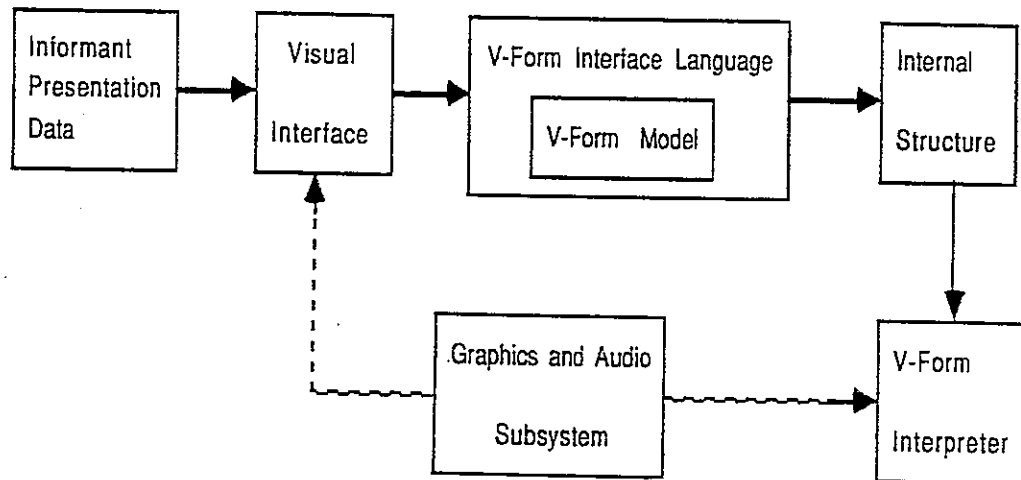 Informant
Presentation
Data
Visual
Interface
V-Form Interface Language
V-Form Model
Internal
Structure
Graphics and Audio
Subsystem
V-Form
Interpreter